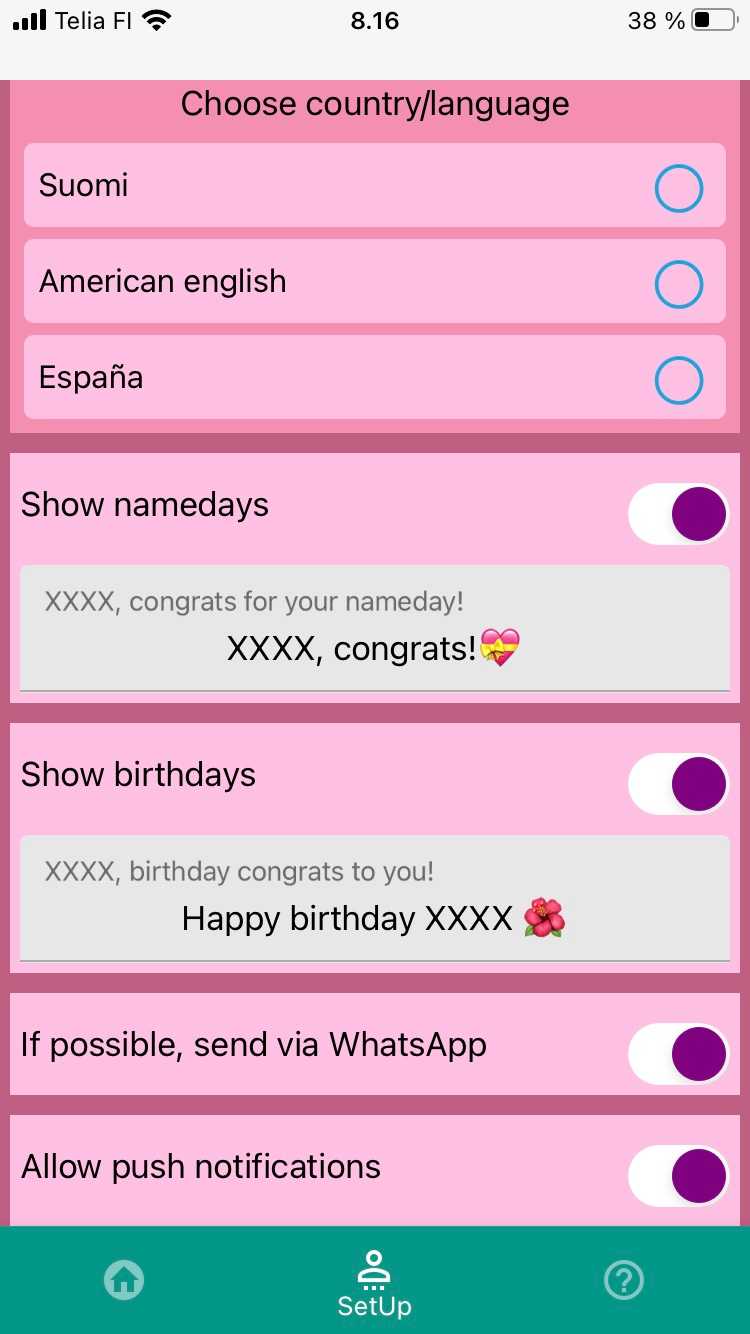 Telia FI 8.16 38 %
Choose country/language
Suomi
American english
España
Show namedays
XXXX, congrats for your nameday!
XXXX, congrats!💝
Show birthdays
XXXX, birthday congrats to you!
Happy birthday XXXX 🌺
If possible, send via WhatsApp
Allow push notifications
SetUp